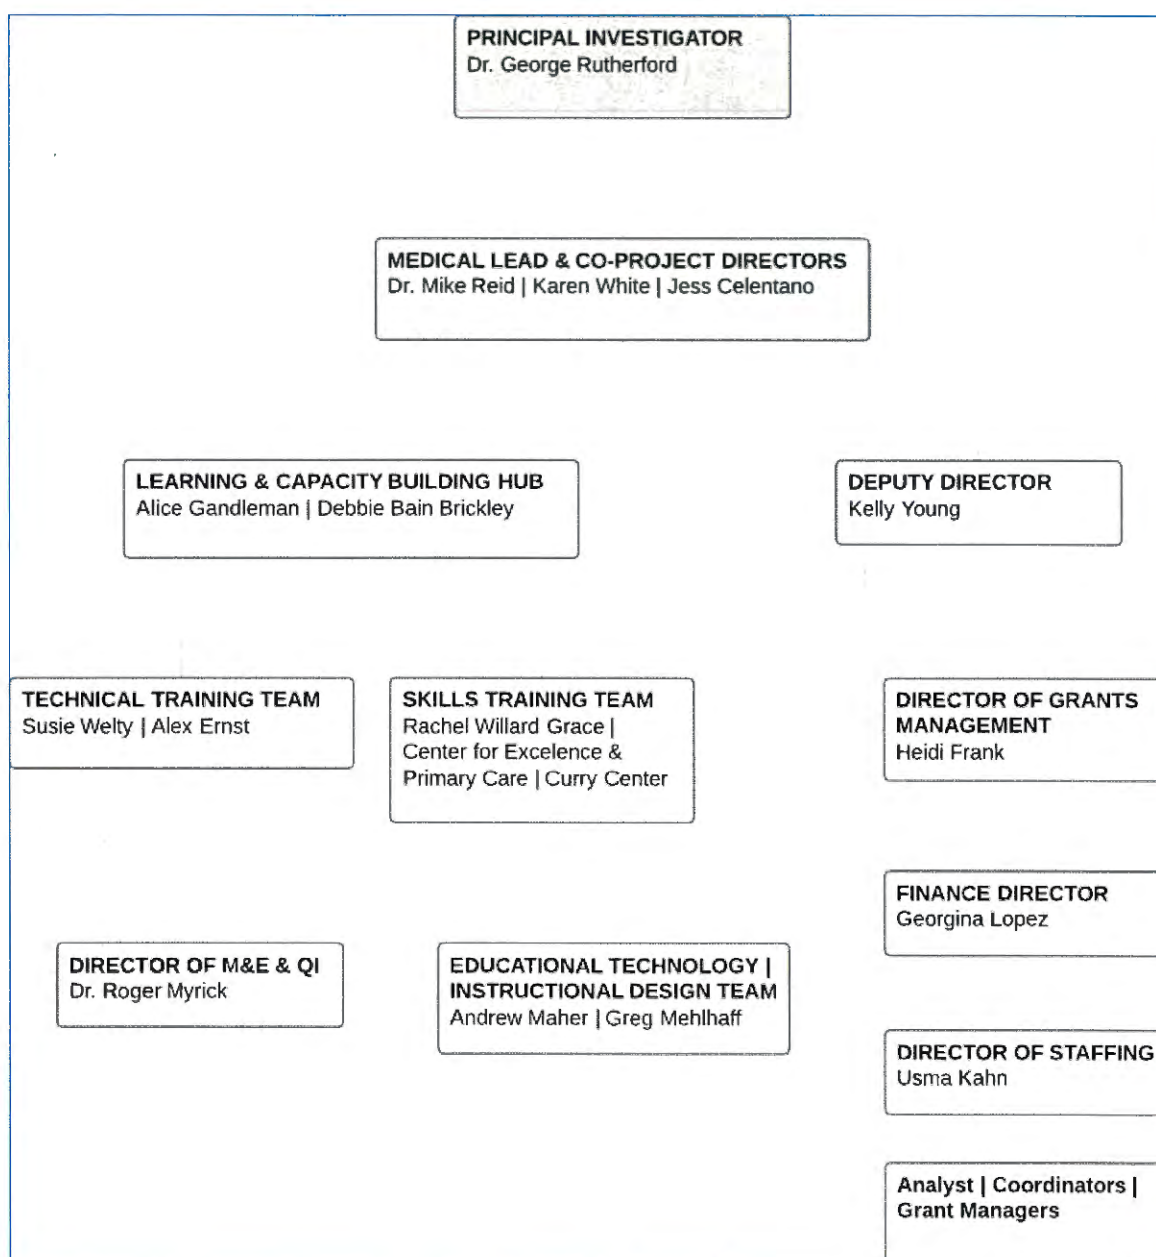 PRINCIPAL INVESTIGATOR
Dr. George Rutherford
MEDICAL LEAD & CO-PROJECT DIRECTORS
Dr. Mike Reid | Karen White | Jess Celentano
LEARNING & CAPACITY BUILDING HUB
Alice Gandleman | Debbie Bain Brickley
DEPUTY DIRECTOR
Kelly Young
TECHNICAL TRAINING TEAM
Susie Welty | Alex Ernst
SKILLS TRAINING TEAM
Rachel Willard Grace |
Center for Excelence &
Primary Care | Curry Center
DIRECTOR OF GRANTS
MANAGEMENT
Heidi Frank
FINANCE DIRECTOR
Georgina Lopez
DIRECTOR OF M&E & QI
Dr. Roger Myrick
EDUCATIONAL TECHNOLOGY |
INSTRUCTIONAL DESIGN TEAM
Andrew Maher | Greg Mehlhaff
DIRECTOR OF STAFFING
Usma Kahn
Analyst | Coordinators |
Grant Managers